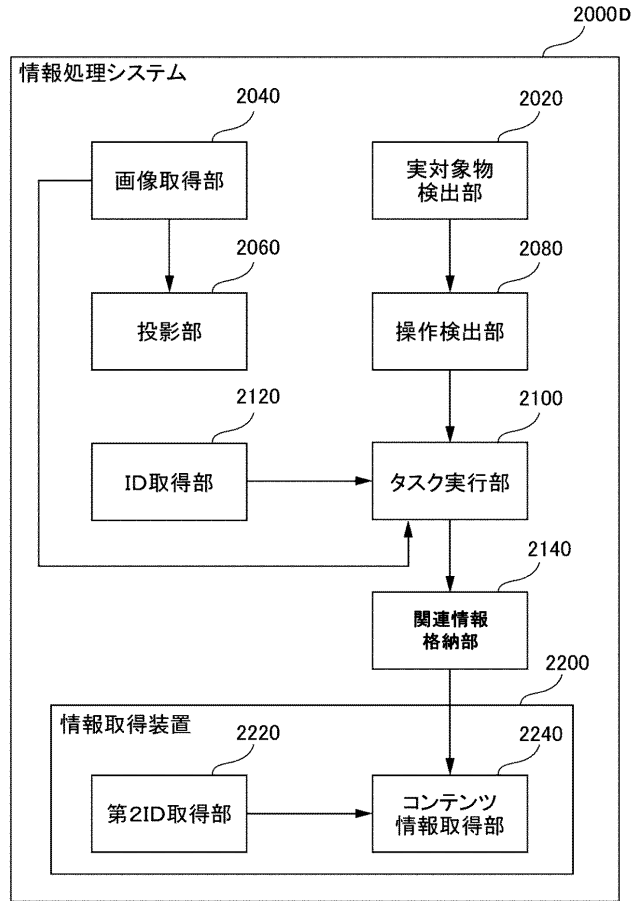 2000D
情報処理システム
2040
画像取得部
2020
実対象物
検出部
2060
投影部
2080
操作検出部
2120
ID取得部
2100
タスク実行部
2140
関連情報
格納部
2200
情報取得装置
2220
第2ID取得部
2240
コンテンツ
情報取得部